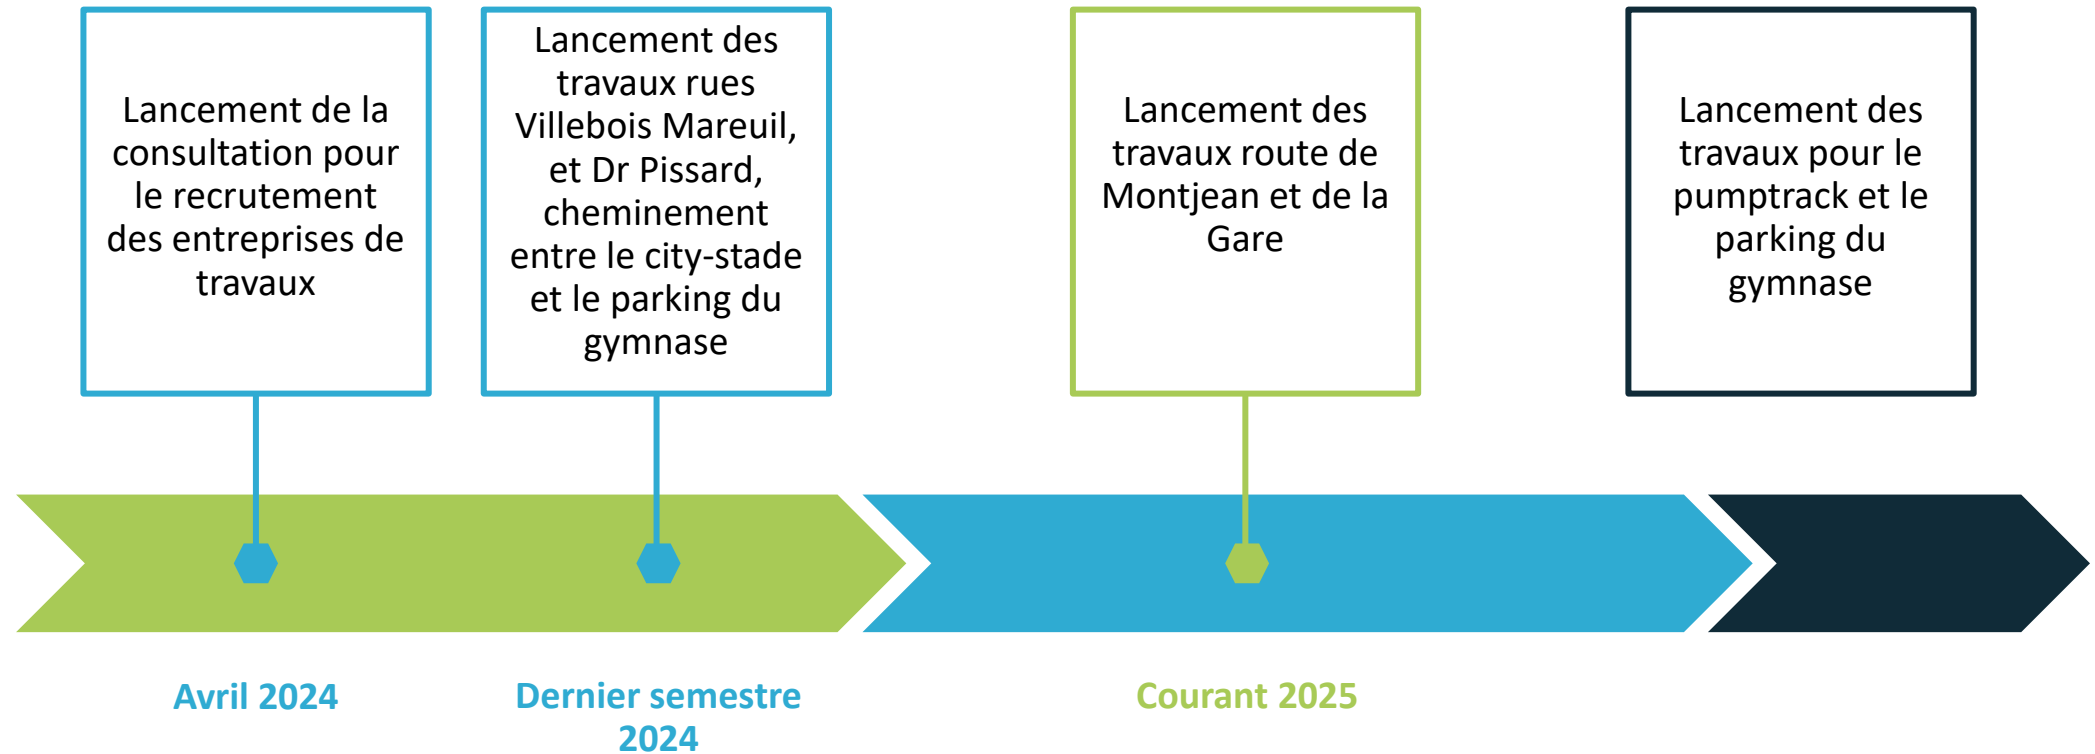 Lancement de la
consultation pour
le recrutement
des entreprises de
travaux
Lancement des
travaux rues
Villebois Mareuil,
et Dr Pissard,
cheminement
entre le city-stade
et le parking du
gymnase
Lancement des
travaux route de
Montjean et de la
Gare
Lancement des
travaux pour le
pumptrack et le
parking du
gymnase
Avril 2024
Dernier semestre
2024
Courant 2025